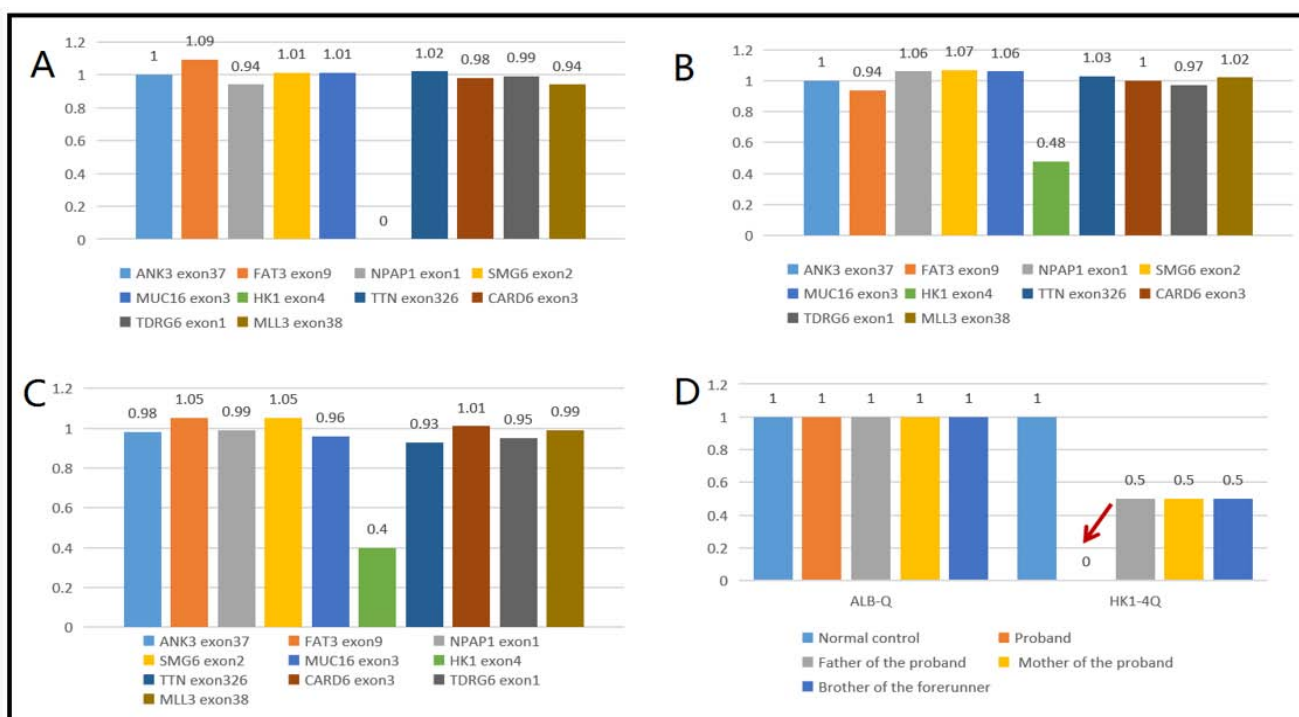 A
1.2
1
0.8
0.6
0.4
0.2
0
1 1.09 0.94 1.01 1.01 0 1.02 0.98 0.99 0.94
ANK3 exon37 FAT3 exon9 NPAP1 exon1 SMG6 exon2
MUC16 exon3 HK1 exon4 TTN exon326 CARD6 exon3
TDRG6 exon1 MLL3 exon38
B
1.2
1
0.8
0.6
0.4
0.2
0
1 0.94 1.06 1.07 1.06 0.48 1.03 1 0.97 1.02
ANK3 exon37 FAT3 exon9 NPAP1 exon1 SMG6 exon2
MUC16 exon3 HK1 exon4 TTN exon326 CARD6 exon3
TDRG6 exon1 MLL3 exon38
C
1.2
1
0.8
0.6
0.4
0.2
0
0.98 1.05 0.99 1.05 0.96 0.4 0.93 1.01 0.95 0.99
ANK3 exon37 FAT3 exon9 NPAP1 exon1
SMG6 exon2 MUC16 exon3 HK1 exon4
TTN exon326 CARD6 exon3 TDRG6 exon1
MLL3 exon38
D
1.2
1
0.8
0.6
0.4
0.2
0
1 1 1 1 1 1 0 0.5 0.5 0.5
ALB-Q HK1-4Q
Normal control Proband
Father of the proband Mother of the proband
Brother of the forerunner